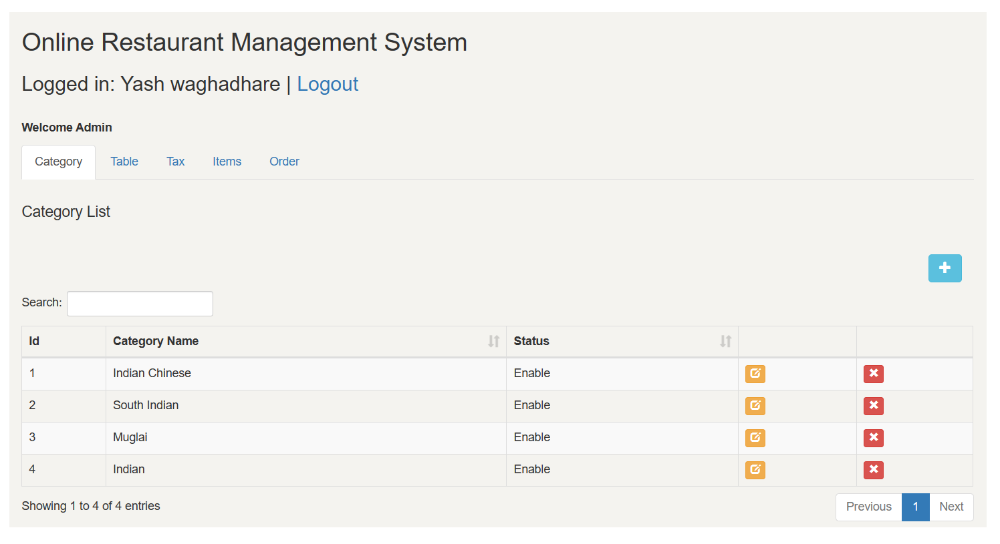 Online Restaurant Management System
Logged in: Yash waghadhare | Logout
Welcome Admin
Category Table Tax Items Order
Category List
Search:
Id Category Name Status
1 Indian Chinese Enable
2 South Indian Enable
3 Muglai Enable
4 Indian Enable
Showing 1 to 4 of 4 entries Previous 1 Next